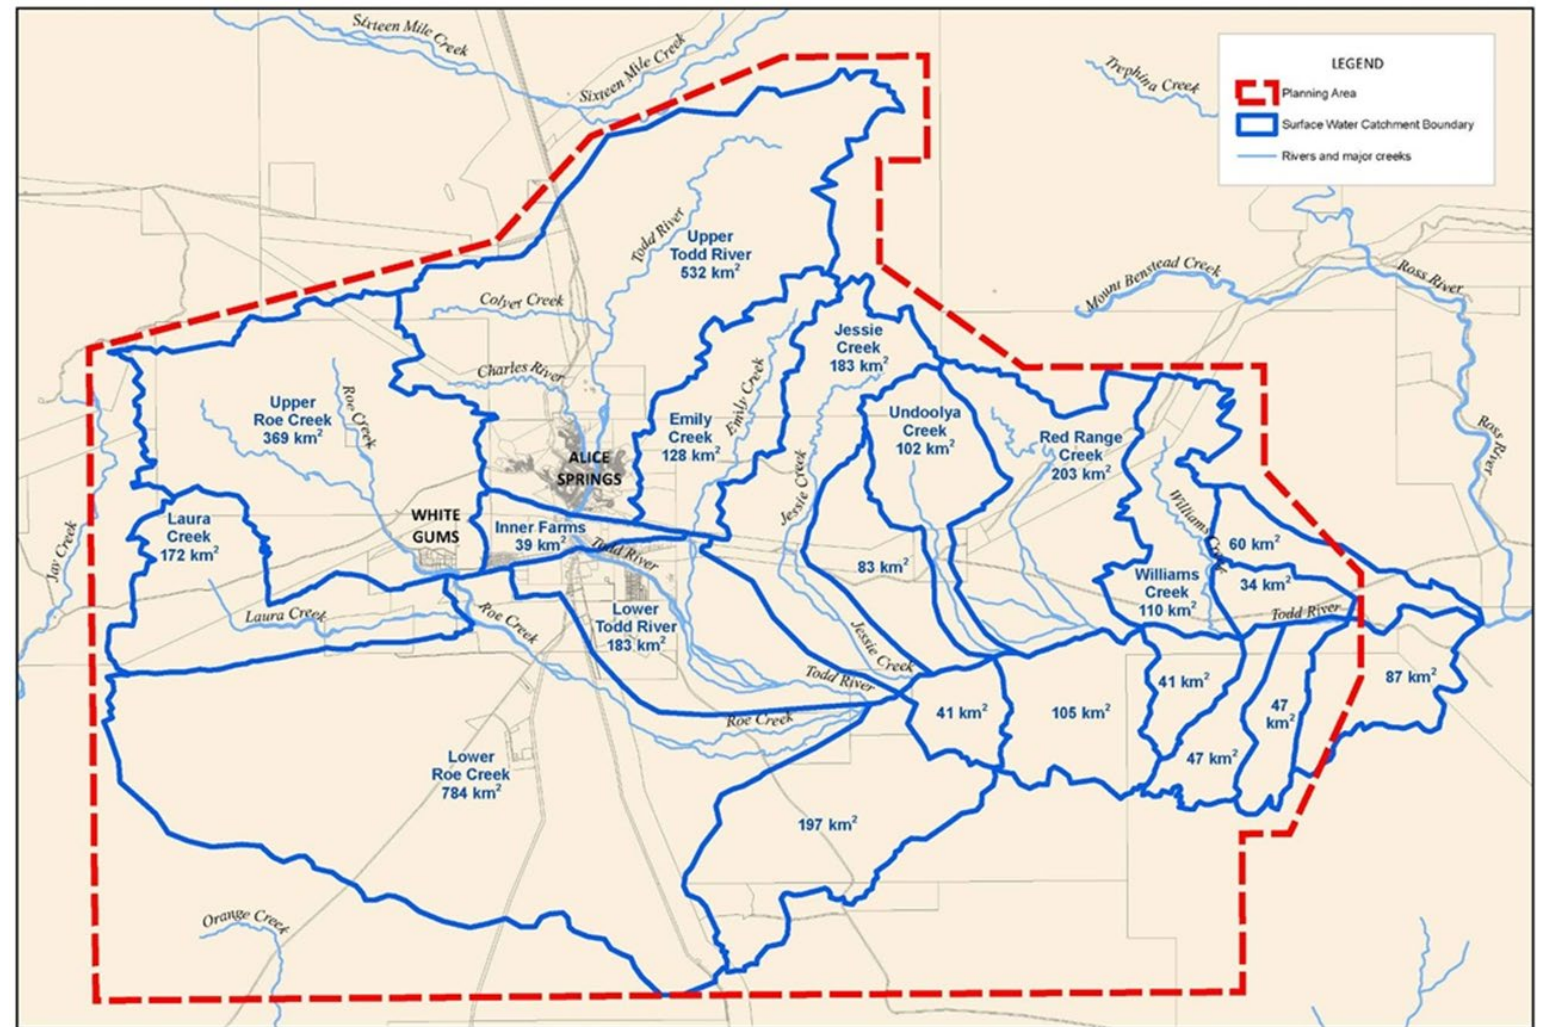 Sixteen Mile Creek
Sixteen Mile Creek
Trephina Creek
LEGEND
Planning Area
Surface Water Catchment Boundary
Rivers and major creeks
Todd River
Upper
Todd River
532 km²
Mount Benstead Creek
Ross River
Colyer Creek
Jessie
Creek
183 km²
Charles River
Roe Creek
Upper
Roe Creek
369 km²
Emily Creek
Emily
Creek
128 km²
Undoolya
Creek
102 km²
Red Range
Creek
203 km²
Ross River
ALICE
SPRINGS
Jessie Creek
Williams Creek
Jay Creek
Laura
Creek
172 km²
WHITE
GUMS
Inner Farms
39 km²
Todd River
83 km²
60 km²
34 km²
Williams
Creek
110 km²
Todd River
Laura Creek
Roe Creek
Lower
Todd River
183 km²
Jessie Creek
Todd River
Roe Creek
41 km²
105 km²
41 km²
47 km²
47
km²
87 km²
Lower
Roe Creek
784 km²
197 km²
Orange Creek